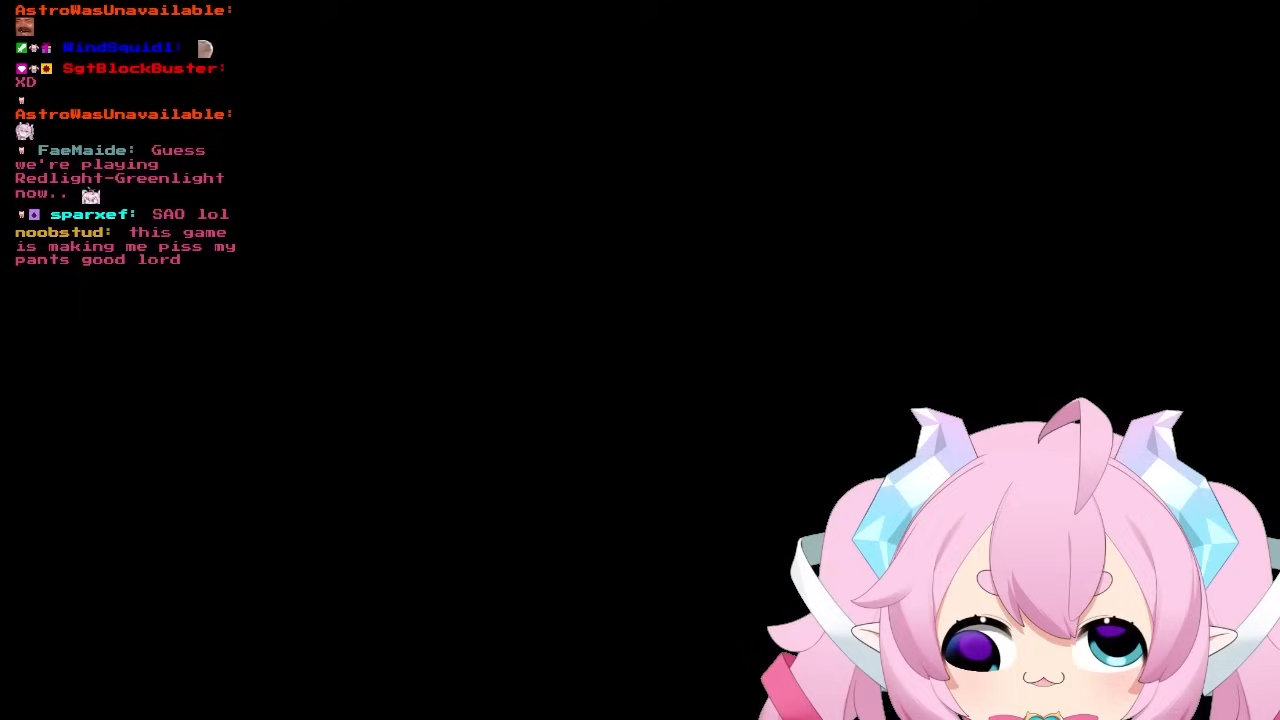 AstroWasUnavailable:
WindSquid1:
SgtBlockBuster:
XD
AstroWasUnavailable:
FaeMaide: Guess
we're playing
Redlight-Greenlight
now..
sparxef: SAO lol
noobstud: this game
is making me piss my
pants good lord